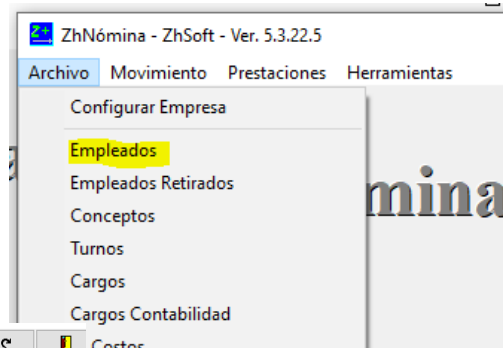 Z+ ZhNómina - ZhSoft - Ver. 5.3.22.5
Archivo Movimiento Prestaciones Herramientas
Configurar Empresa
Empleados
Empleados Retirados
mina
Conceptos
Turnos
Cargos
Cargos Contabilidad
Costos